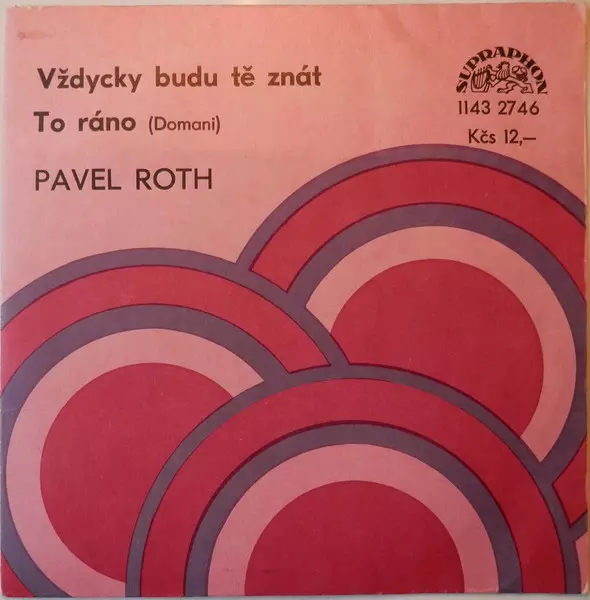 Vždycky budu tě znát
To ráno (Domani)
PAVEL ROTH
SUPRAPHON
1143 2746
Kčs 12,—